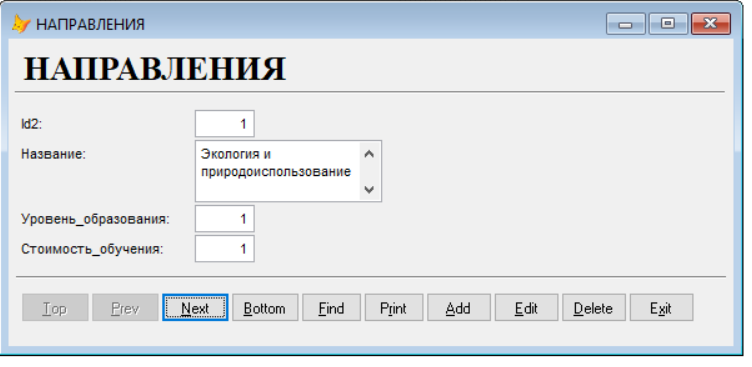 НАПРАВЛЕНИЯ
НАПРАВЛЕНИЯ
Id2: 1
Название: Экология и
природоиспользование
Уровень_образования: 1
Стоимость_обучения: 1
Top Prev Next Bottom Find Print Add Edit Delete Exit